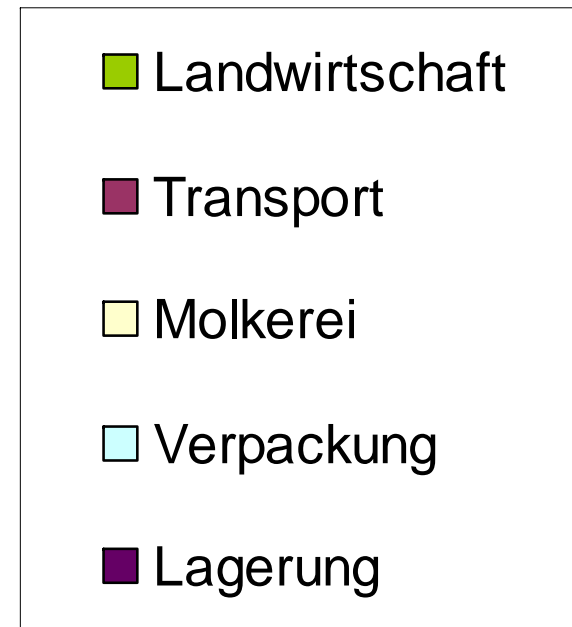 Landwirtschaft
Transport
Molkerei
Verpackung
Lagerung